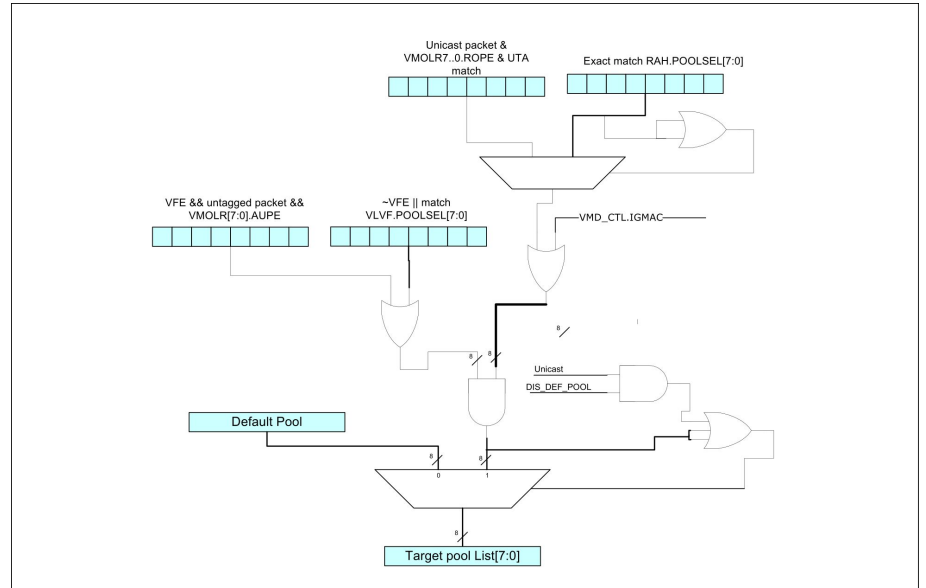 Unicast packet &
VMOLR7..0.ROPE & UTA
match
Exact match RAH.POOLSEL[7:0]
VFE && untagged packet &&
VMOLR[7:0].AUPE
~VFE || match
VLVF.POOLSEL[7:0]
VMD_CTL.IGMAC
8
8
8
Unicast
DIS_DEF_POOL
Default Pool
8
8
0
1
8
Target pool List[7:0]